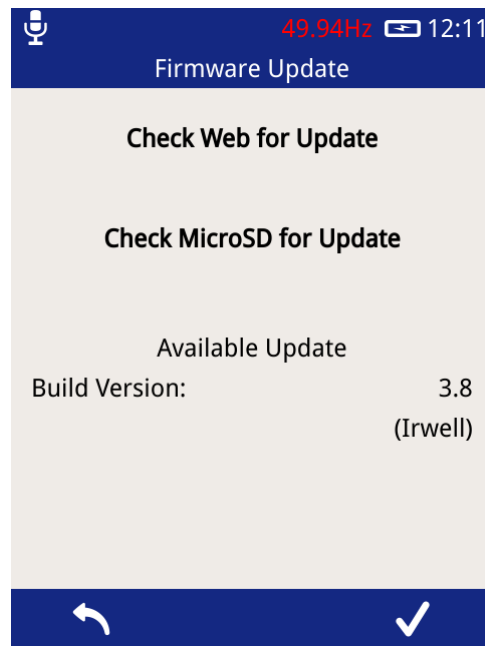 49.94Hz 12:11
Firmware Update
Check Web for Update
Check MicroSD for Update
Available Update
Build Version: 3.8
(Irwell)